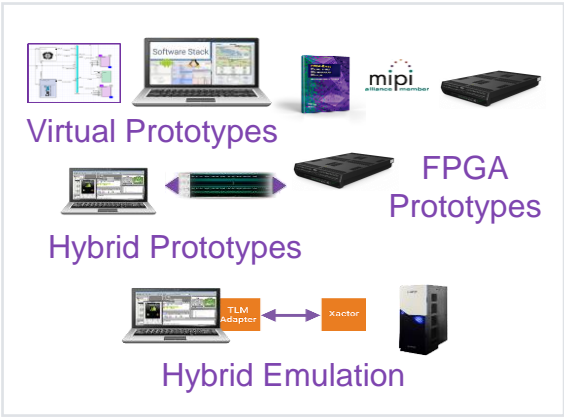 Software Stack
mipi
alliance member
Virtual Prototypes
FPGA
Prototypes
Hybrid Prototypes
TLM
Adapter
Xactor
Hybrid Emulation